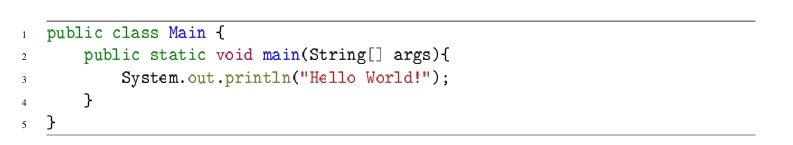 1 public class Main {
2     public static void main(String[] args){
3         System.out.println("Hello World!");
4     }
5 }